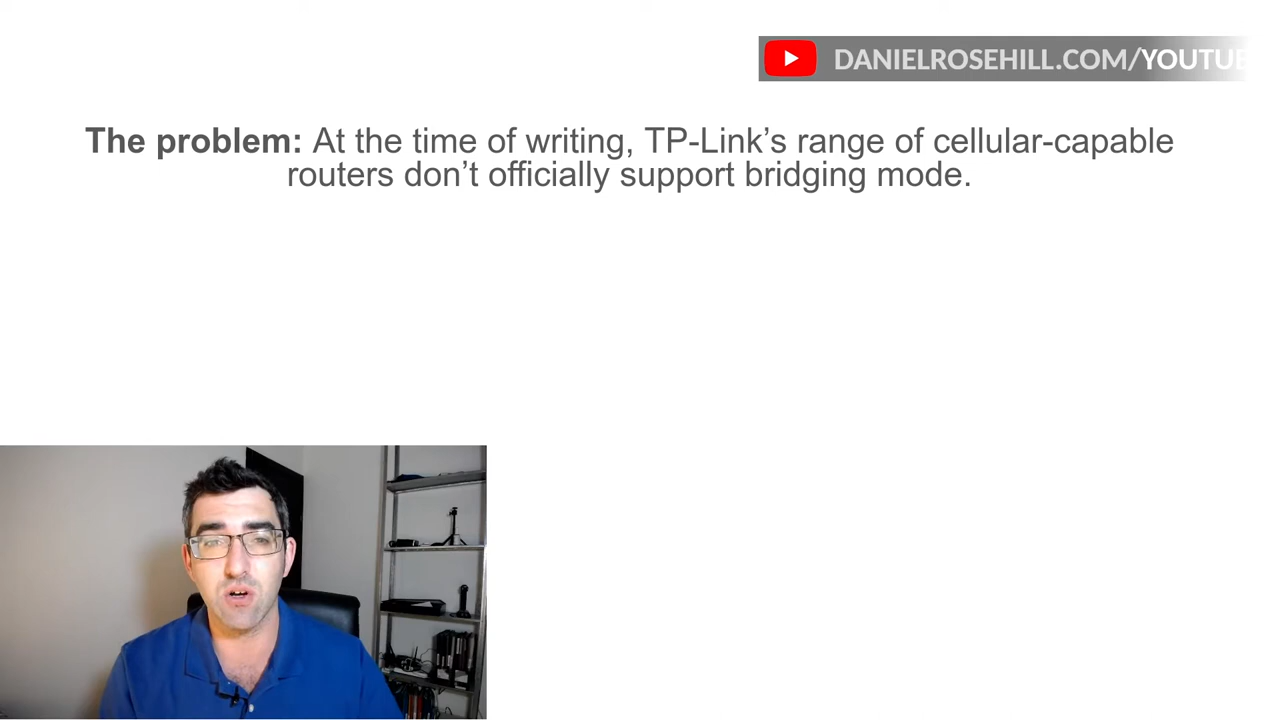 DANIELROSEHILL.COM/YOUTUBE
The problem: At the time of writing, TP-Link’s range of cellular-capable
routers don’t officially support bridging mode.